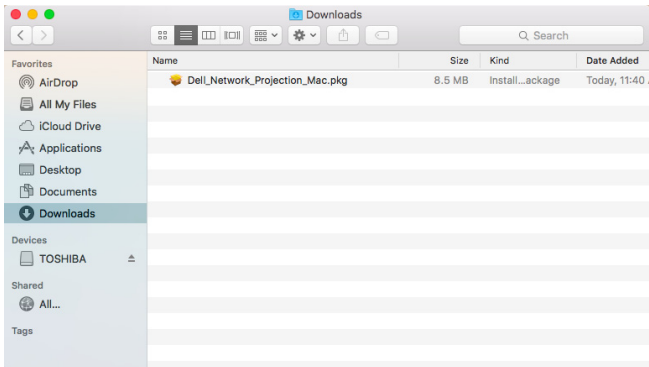 Downloads
Search
Favorites
AirDrop
All My Files
iCloud Drive
Applications
Desktop
Documents
Downloads
Devices
TOSHIBA
Shared
All...
Tags
Name Size Kind Date Added
Dell_Network_Projection_Mac.pkg 8.5 MB Install...ackage Today, 11:40